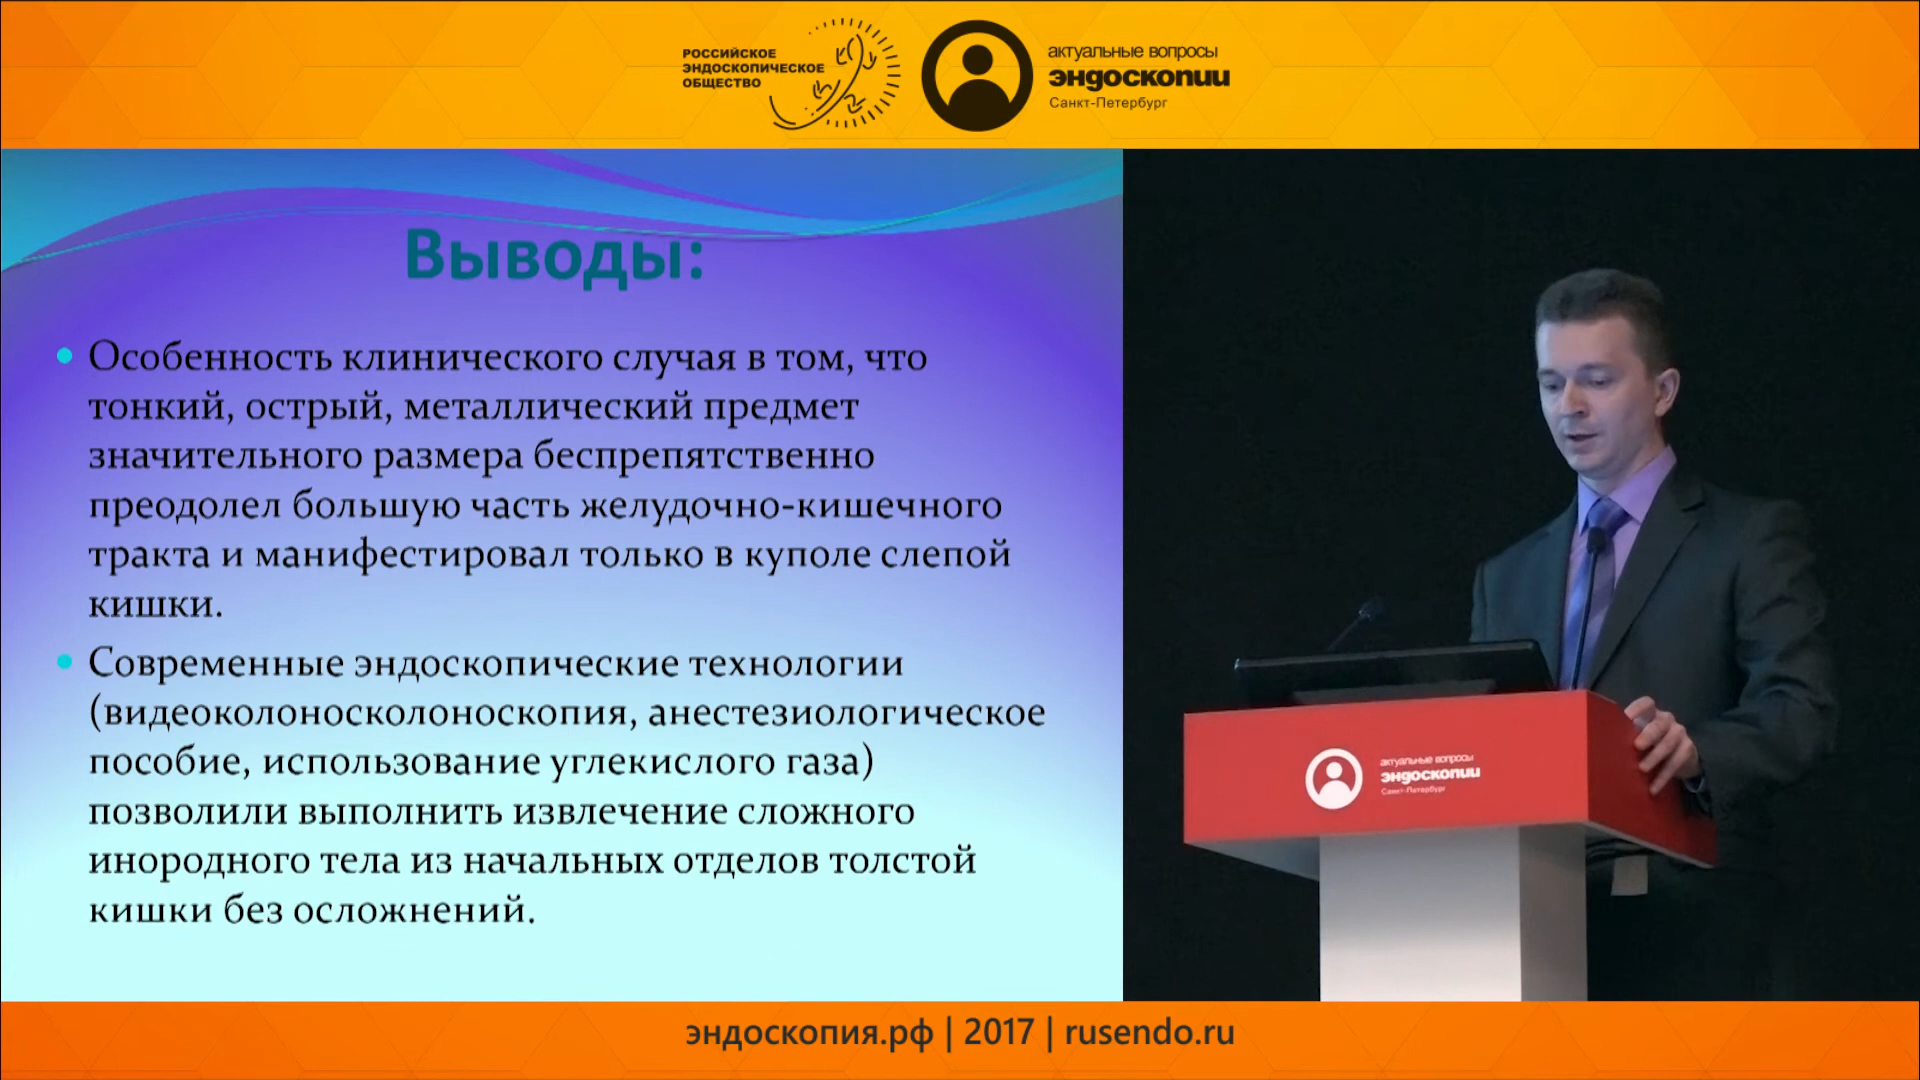 РОССИЙСКОЕ
ЭНДОСКОПИЧЕСКОЕ
ОБЩЕСТВО
актуальные вопросы
эндоскопии
Санкт-Петербург
Выводы:
Особенность клинического случая в том, что
тонкий, острый, металлический предмет
значительного размера беспрепятственно
преодолел большую часть желудочно-кишечного
тракта и манифестировал только в куполе слепой
кишки.
Современные эндоскопические технологии
(видеоколоносколоноскопия, анестезиологическое
пособие, использование углекислого газа)
позволили выполнить извлечение сложного
инородного тела из начальных отделов толстой
кишки без осложнений.
актуальные вопросы
эндоскопии
Санкт-Петербург
эндоскопия.рф | 2017 | rusendo.ru